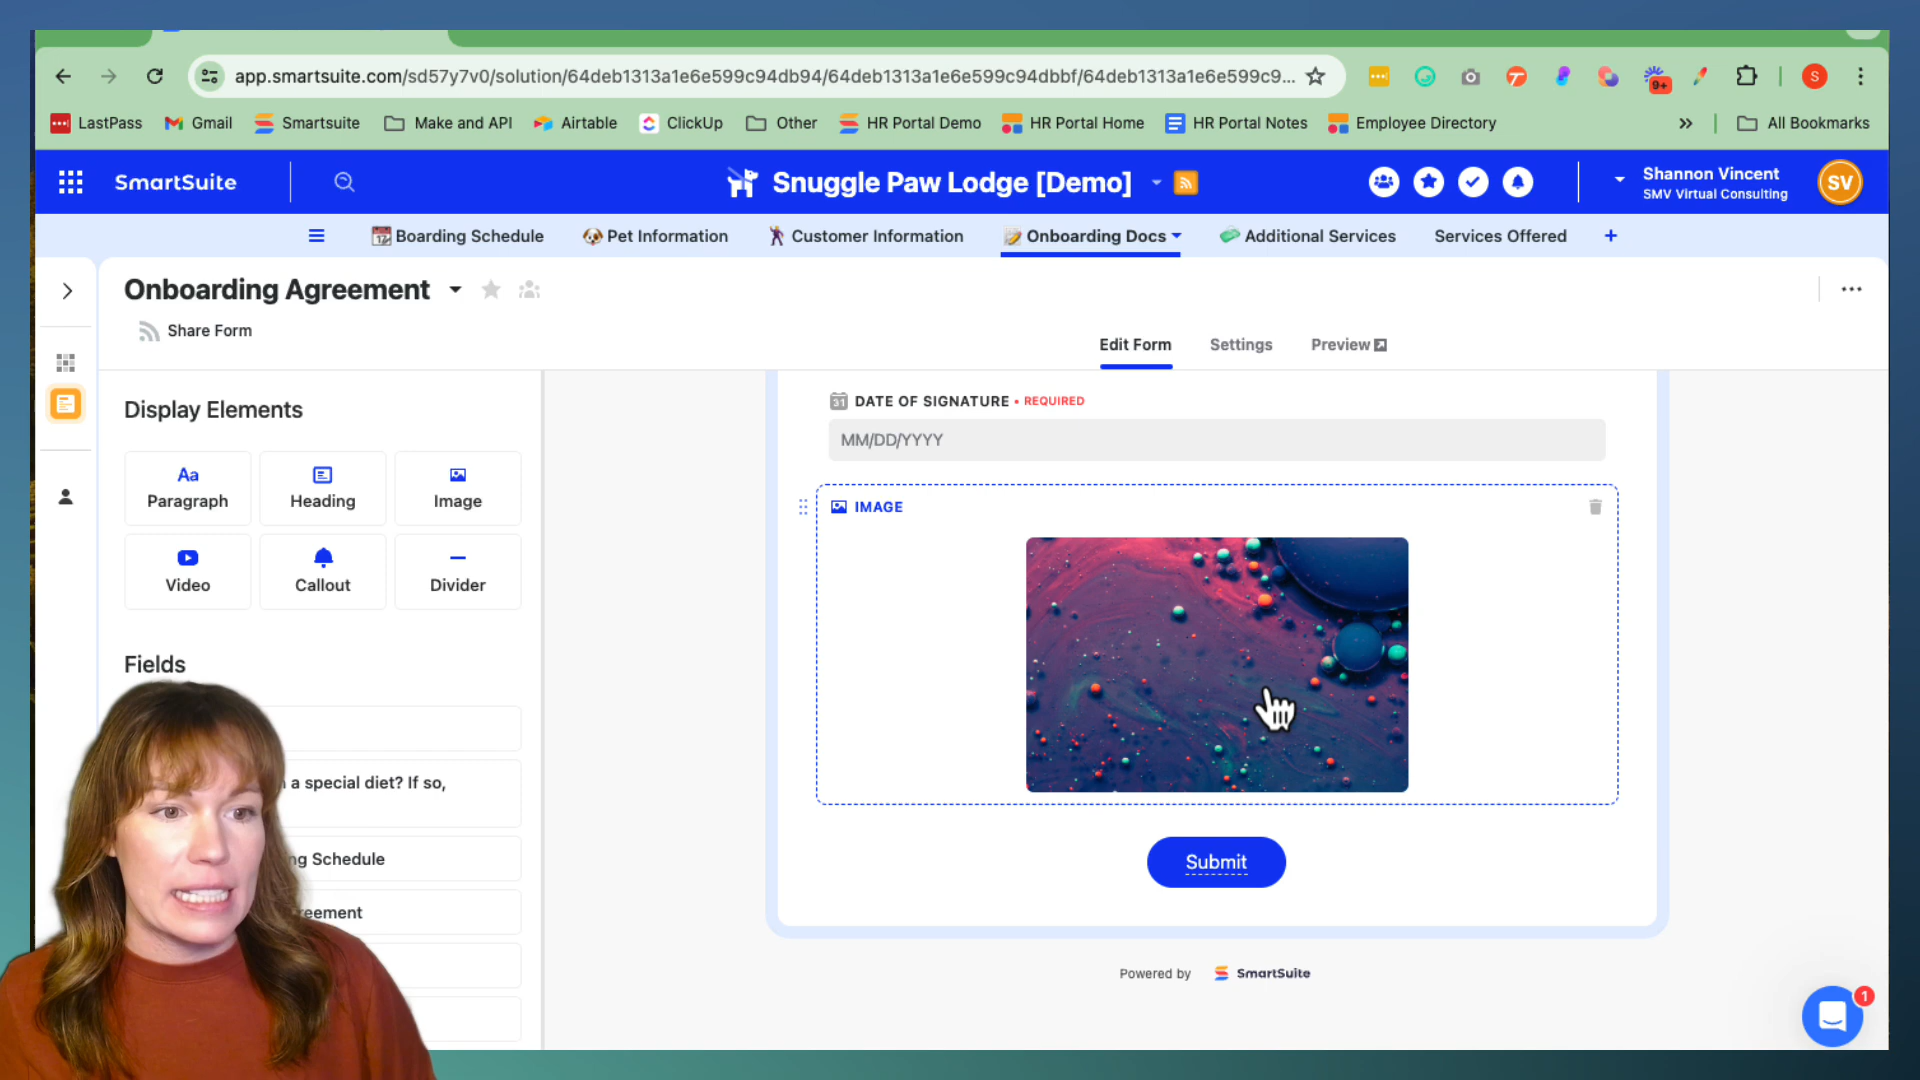 app.smartsuite.com/sd57y7v0/solution/64deb1313a1e6e599c94db94/64deb1313a1e6e599c94dbbf/64deb1313a1e6e599c9...
9+
S
LastPass
Gmail
Smartsuite
Make and API
Airtable
ClickUp
Other
HR Portal Demo
HR Portal Home
HR Portal Notes
Employee Directory
All Bookmarks
SmartSuite
Snuggle Paw Lodge [Demo]
Shannon Vincent
SMV Virtual Consulting
SV
Boarding Schedule
Pet Information
Customer Information
Onboarding Docs
Additional Services
Services Offered
Onboarding Agreement
Share Form
Edit Form
Settings
Preview
Display Elements
Aa
Paragraph
Heading
Image
Video
Callout
Divider
Fields
a special diet? If so,
ng Schedule
reement
31
DATE OF SIGNATURE • REQUIRED
MM/DD/YYYY
IMAGE
Submit
Powered by SmartSuite
1